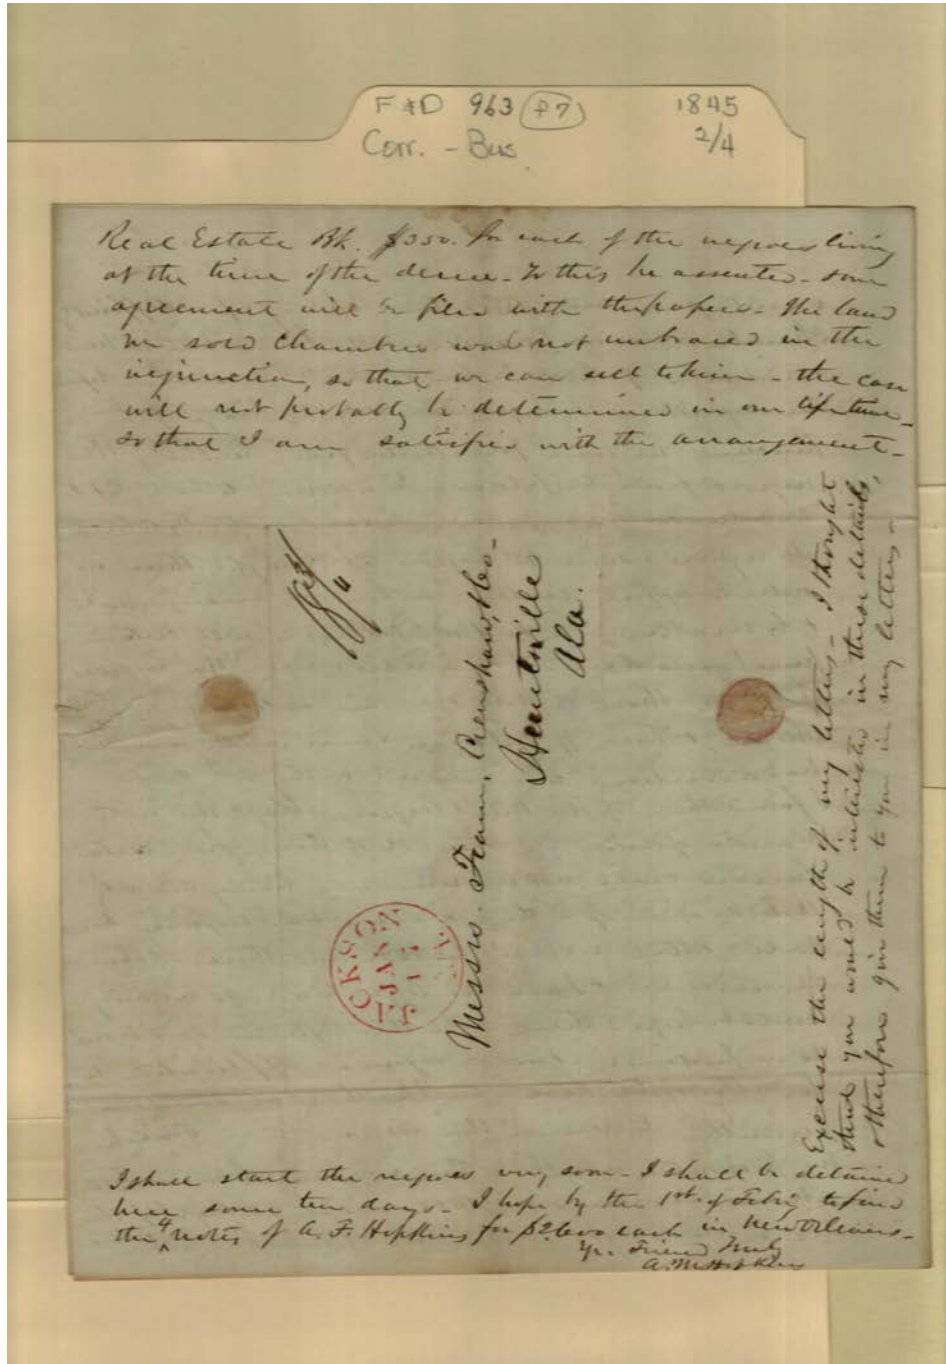 F&D 963 (f7) 1845
Corr. - Bus 2/4
Real Estate Bk. $350. for each of the negroes living
at the time of the decree - To this he assented - some
agreement will be filed with the papers - The land
we sold Chambers was not embraced in the
injunction, so that we can sell to him - the case
will not probably be determined in our life time -
so that I am satisfied with the arrangement -
JACKSON
JAN
Messrs. Fearn, Crenshaw, & Co -
Huntsville
Ala.
Excuse the length of my letters - I thought
that you would be interested in these details,
& therefore give them to you in my letters -
I shall start the negroes very soon - I shall be detained
here some ten days - I hope by the 1st. of Feby to find
the 4 notes of A. F. Hopkins for $2600 each in New Orleans -
Yr. Friend Truly
A. M Hopkins